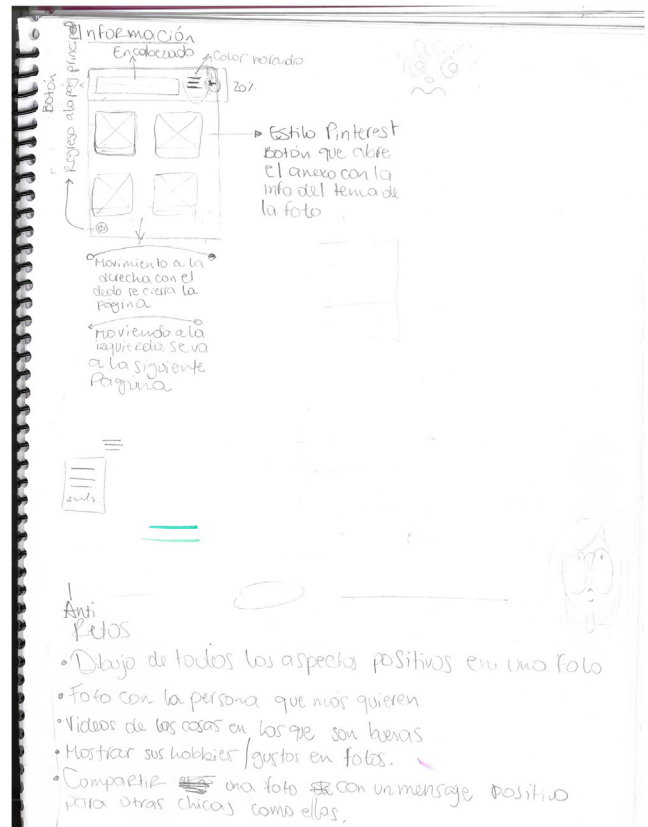 Información
Encabezado
Color morado
20%
Botón
Regreso a la pág principal
Estilo Pinterest
Botón que abre
el anexo con la
info del tema de
la foto
Movimiento a la
derecha con el
dedo se cierra la
página
moviendo a la
izquierda se va
a la siguiente
Página
Anti
Retos
• Dibujo de todos los aspectos positivos en una foto
• Foto con la persona que más quieren
• Videos de las cosas en las que son buenas
• Mostrar sus hobbies/gustos en fotos.
• Compartir una foto con un mensaje positivo
para otras chicas como ellas.